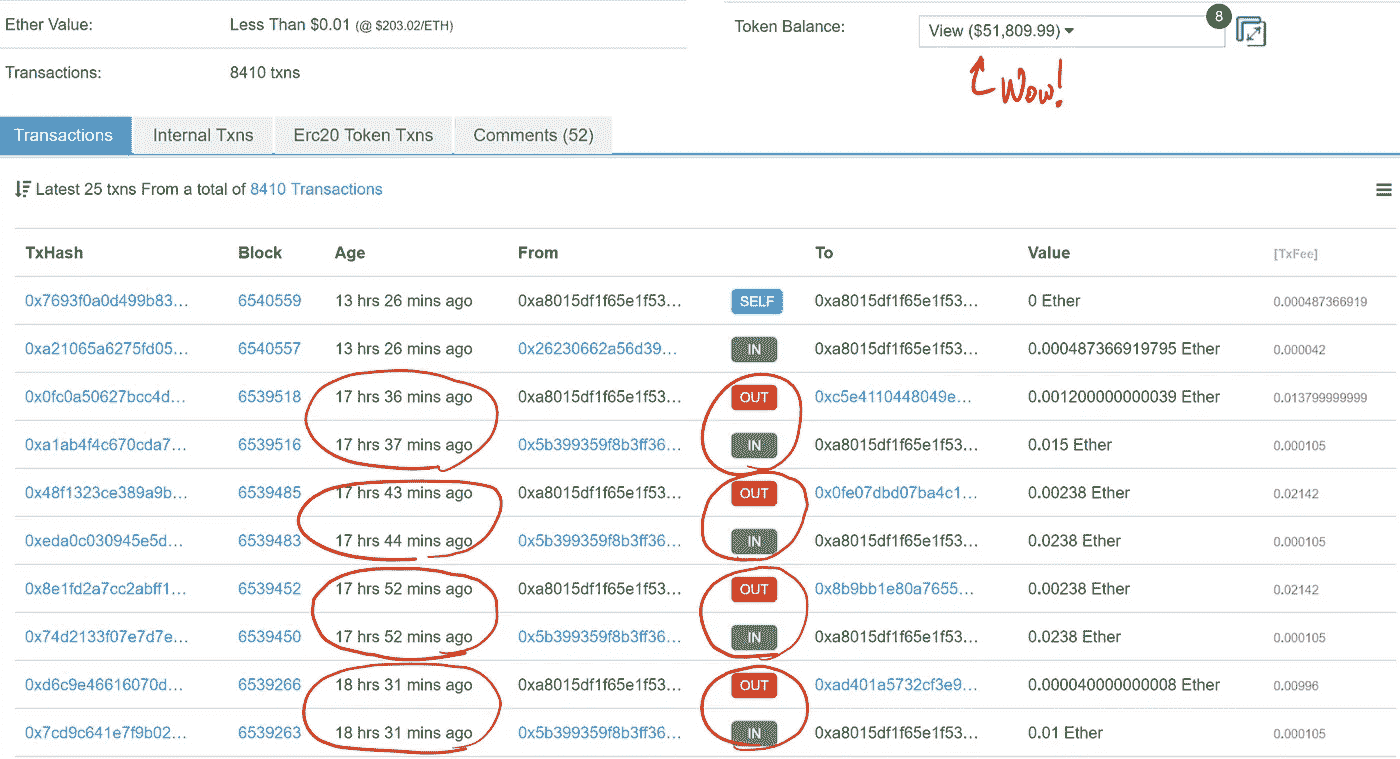 Ether Value: Less Than $0.01 (@ $203.02/ETH)
Token Balance: View ($51,809.99) 8
Transactions: 8410 txns
Wow!
Transactions Internal Txns Erc20 Token Txns Comments (52)
Latest 25 txns From a total of 8410 Transactions
TxHash Block Age From To Value [TxFee]
0x7693f0a0d499b83... 6540559 13 hrs 26 mins ago 0xa8015df1f65e1f53... SELF 0xa8015df1f65e1f53... 0 Ether 0.000487366919
0xa21065a6275fd05... 6540557 13 hrs 26 mins ago 0x26230662a56d39... IN 0xa8015df1f65e1f53... 0.000487366919795 Ether 0.000042
0x0fc0a50627bcc4d... 6539518 17 hrs 36 mins ago 0xa8015df1f65e1f53... OUT 0xc5e4110448049e... 0.001200000000039 Ether 0.013799999999
0xa1ab4f4c670cda7... 6539516 17 hrs 37 mins ago 0x5b399359f8b3ff36... IN 0xa8015df1f65e1f53... 0.015 Ether 0.000105
0x48f1323ce389a9b... 6539485 17 hrs 43 mins ago 0xa8015df1f65e1f53... OUT 0x0fe07dbd07ba4c1... 0.00238 Ether 0.02142
0xeda0c030945e5d... 6539483 17 hrs 44 mins ago 0x5b399359f8b3ff36... IN 0xa8015df1f65e1f53... 0.0238 Ether 0.000105
0x8e1fd2a7cc2abff1... 6539452 17 hrs 52 mins ago 0xa8015df1f65e1f53... OUT 0x8b9bb1e80a7655... 0.00238 Ether 0.02142
0x74d2133f07e7d7e... 6539450 17 hrs 52 mins ago 0x5b399359f8b3ff36... IN 0xa8015df1f65e1f53... 0.0238 Ether 0.000105
0xd6c9e46616070d... 6539266 18 hrs 31 mins ago 0xa8015df1f65e1f53... OUT 0xad401a5732cf3e9... 0.000040000000008 Ether 0.00996
0x7cd9c641e7f9b02... 6539263 18 hrs 31 mins ago 0x5b399359f8b3ff36... IN 0xa8015df1f65e1f53... 0.01 Ether 0.000105